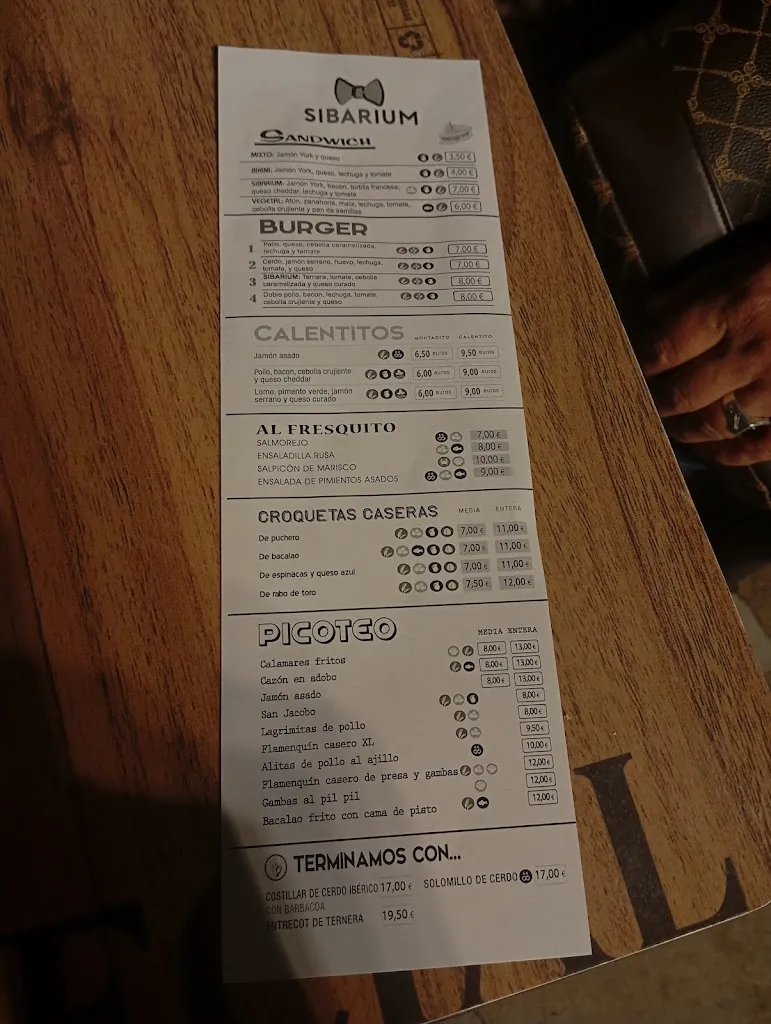 SIBARIUM
SANDWICH
MIXTO: Jamón York y queso 3,50 €
BIKINI: Jamón York, queso, lechuga y tomate 4,00 €
SIBARIUM: Jamón York, bacon, tortilla francesa,
queso cheddar, lechuga y tomate 7,00 €
VEGETAL: Atún, zanahoria, maíz, lechuga, tomate,
cebolla crujiente y pan de semillas 6,00 €
BURGER
1 Pollo, queso, cebolla caramelizada,
lechuga y tomate 7,00 €
2 Cerdo, jamón serrano, huevo, lechuga,
tomate, y queso 7,00 €
3 SIBARIUM: Ternera, tomate, cebolla
caramelizada y queso curado 8,00 €
4 Doble pollo, bacon, lechuga, tomate,
cebolla crujiente y queso 8,00 €
CALENTITOS MONTADITO CALENTITO
Jamón asado 6,50 euros 9,50 euros
Pollo, bacon, cebolla crujiente
y queso cheddar 6,00 euros 9,00 euros
Lomo, pimento verde, jamón
serrano y queso curado 6,00 euros 9,00 euros
AL FRESQUITO
SALMOREJO 7,00 €
ENSALADILLA RUSA 8,00 €
SALPICÓN DE MARISCO 10,00 €
ENSALADA DE PIMIENTOS ASADOS 9,00 €
CROQUETAS CASERAS MEDIA ENTERA
De puchero 7,00 € 11,00 €
De bacalao 7,00 € 11,00 €
De espinacas y queso azul 7,00 € 11,00 €
De rabo de toro 7,50 € 12,00 €
PICOTEO MEDIA ENTERA
Calamares fritos 8,00 € 13,00 €
Cazón en adobo 8,00 € 13,00 €
Jamón asado 8,00 € 13,00 €
San Jacobo 8,00 €
Lagrimitas de pollo 8,00 €
Flamenquín casero XL 9,50 €
Alitas de pollo al ajillo 10,00 €
Flamenquín casero de presa y gambas 12,00 €
Gambas al pil pil 12,00 €
Bacalao frito con cama de pisto 12,00 €
TERMINAMOS CON...
COSTILLAR DE CERDO IBÉRICO 17,00 € SOLOMILLO DE CERDO 17,00 €
CON BARBACOA
ENTRECOT DE TERNERA 19,50 €